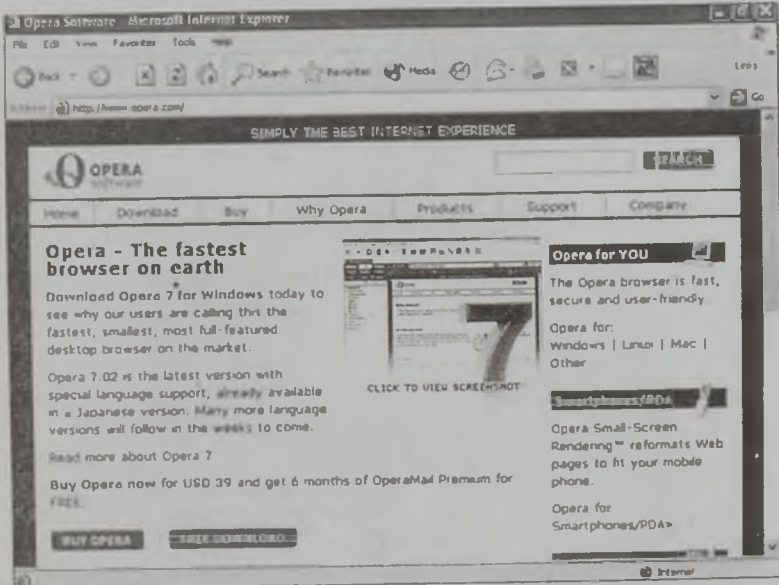 Opera Software - Microsoft Internet Explorer
File Edit View Favorites Tools Help
Back Search Favorites Media Links
http://www.opera.com/ Go
SIMPLY THE BEST INTERNET EXPERIENCE
OPERA
software
SEARCH
Home Download Buy Why Opera Products Support Company
Opera - The fastest
browser on earth
Download Opera 7 for Windows today to
see why our users are calling this the
fastest, smallest, most full-featured
desktop browser on the market.
Opera 7.02 is the latest version with
special language support, already available
in a Japanese version. Many more language
versions will follow in the weeks to come.
Read more about Opera 7
Buy Opera now for USD 39 and get 6 months of OperaMail Premium for
FREE.
BUY OPERA FREE DOWNLOAD
7
CLICK TO VIEW SCREENSHOT
Opera for YOU
The Opera browser is fast,
secure and user-friendly
Opera for:
Windows | Linux | Mac |
Other
Smartphones/PDA
Opera Small-Screen
Rendering™ reformats Web
pages to fit your mobile
phone.
Opera for
Smartphones/PDA»
Internet